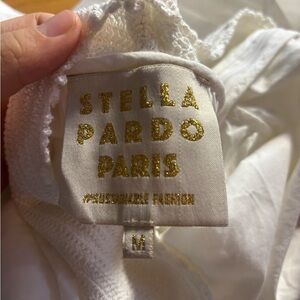 STELLA
PARDO
PARIS
#SUSTAINABLE FASHION
M